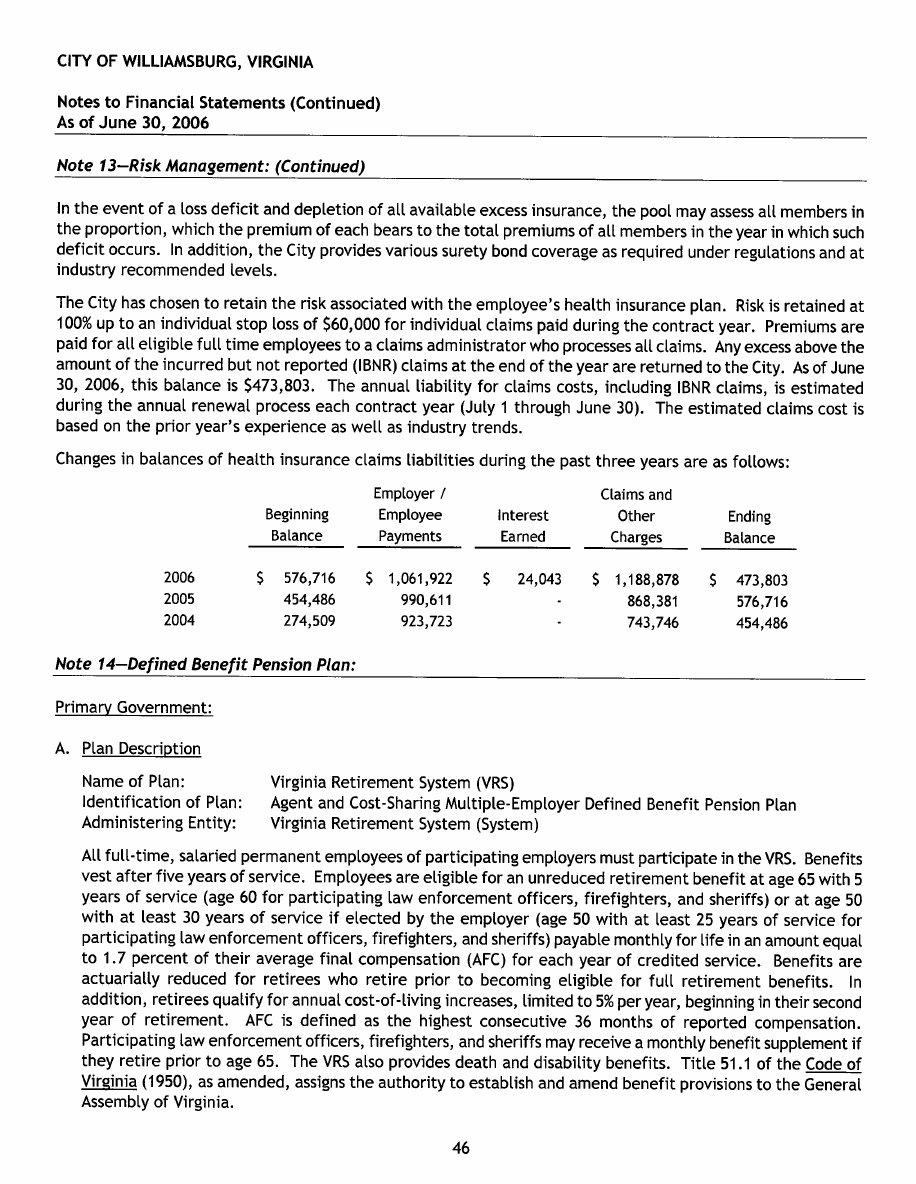 CITY OF WILLIAMSBURG, VIRGINIA
Notes to Financial Statements (Continued)
As of June 30, 2006
Note 13—Risk Management: (Continued)
In the event of a loss deficit and depletion of all available excess insurance, the pool may assess all members in
the proportion, which the premium of each bears to the total premiums of all members in the year in which such
deficit occurs. In addition, the City provides various surety bond coverage as required under regulations and at
industry recommended levels.
The City has chosen to retain the risk associated with the employee's health insurance plan. Risk is retained at
100% up to an individual stop loss of $60,000 for individual claims paid during the contract year. Premiums are
paid for all eligible full time employees to a claims administrator who processes all claims. Any excess above the
amount of the incurred but not reported (IBNR) claims at the end of the year are returned to the City. As of June
30, 2006, this balance is $473,803. The annual liability for claims costs, including IBNR claims, is estimated
during the annual renewal process each contract year (July 1 through June 30). The estimated claims cost is
based on the prior year's experience as well as industry trends.
Changes in balances of health insurance claims liabilities during the past three years are as follows:
Employer / Claims and
Beginning Employee Interest Other Ending
Balance Payments Earned Charges Balance
2006 $ 576,716 $ 1,061,922 $ 24,043 $ 1,188,878 $ 473,803
2005 454,486 990,611 - 868,381 576,716
2004 274,509 923,723 - 743,746 454,486
Note 14—Defined Benefit Pension Plan:
Primary Government:
A. Plan Description
Name of Plan: Virginia Retirement System (VRS)
Identification of Plan: Agent and Cost-Sharing Multiple-Employer Defined Benefit Pension Plan
Administering Entity: Virginia Retirement System (System)
All full-time, salaried permanent employees of participating employers must participate in the VRS. Benefits
vest after five years of service. Employees are eligible for an unreduced retirement benefit at age 65 with 5
years of service (age 60 for participating law enforcement officers, firefighters, and sheriffs) or at age 50
with at least 30 years of service if elected by the employer (age 50 with at least 25 years of service for
participating law enforcement officers, firefighters, and sheriffs) payable monthly for life in an amount equal
to 1.7 percent of their average final compensation (AFC) for each year of credited service. Benefits are
actuarially reduced for retirees who retire prior to becoming eligible for full retirement benefits. In
addition, retirees qualify for annual cost-of-living increases, limited to 5% per year, beginning in their second
year of retirement. AFC is defined as the highest consecutive 36 months of reported compensation.
Participating law enforcement officers, firefighters, and sheriffs may receive a monthly benefit supplement if
they retire prior to age 65. The VRS also provides death and disability benefits. Title 51.1 of the Code of
Virginia (1950), as amended, assigns the authority to establish and amend benefit provisions to the General
Assembly of Virginia.
46